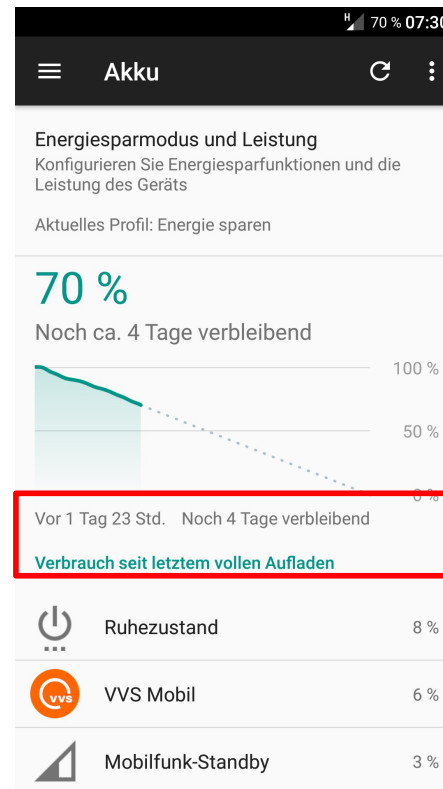 H 70 % 07:30
Akku
Energiesparmodus und Leistung
Konfigurieren Sie Energiesparfunktionen und die
Leistung des Geräts
Aktuelles Profil: Energie sparen
70 %
Noch ca. 4 Tage verbleibend
100 %
50 %
0 %
Vor 1 Tag 23 Std. Noch 4 Tage verbleibend
Verbrauch seit letztem vollen Aufladen
Ruhezustand 8 %
VVS VVS Mobil 6 %
Mobilfunk-Standby 3 %